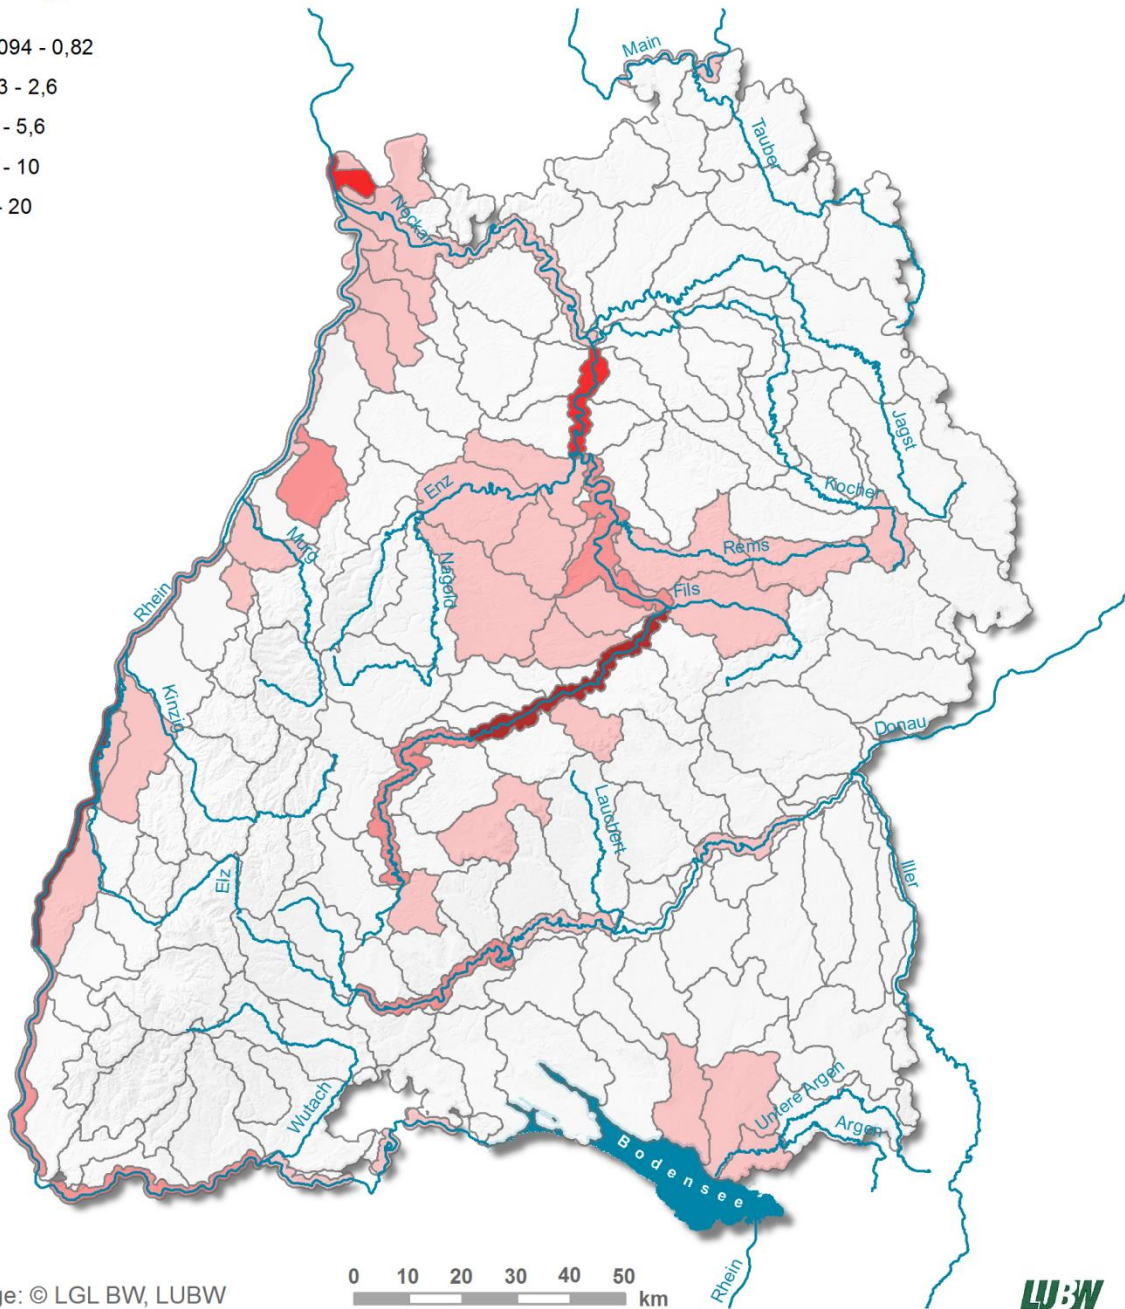 094 - 0,82
3 - 2,6
- 5,6
- 10
- 20
Main
Tauber
Neckar
Jagst
Kocher
Enz
Murg
Nagold
Rems
Fils
Rhein
Kinzig
Donau
Lauchert
Elz
Iller
Wutach
Untere Argen
Argen
Bodensee
Rhein
0 10 20 30 40 50
km
ge: © LGL BW, LUBW
LUBW